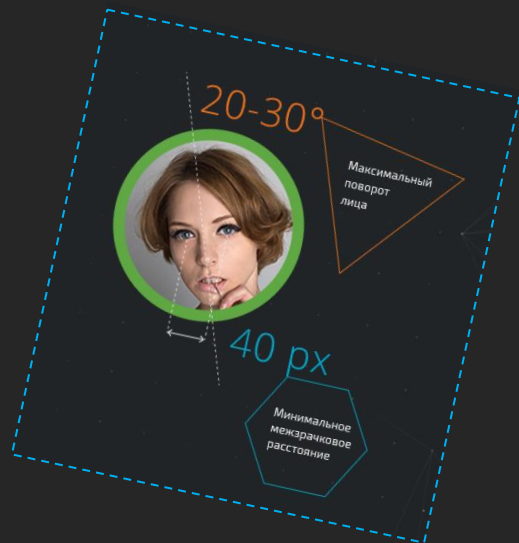 20-30°
Максимальный
поворот
лица
40 px
Минимальное
межзрачковое
расстояние